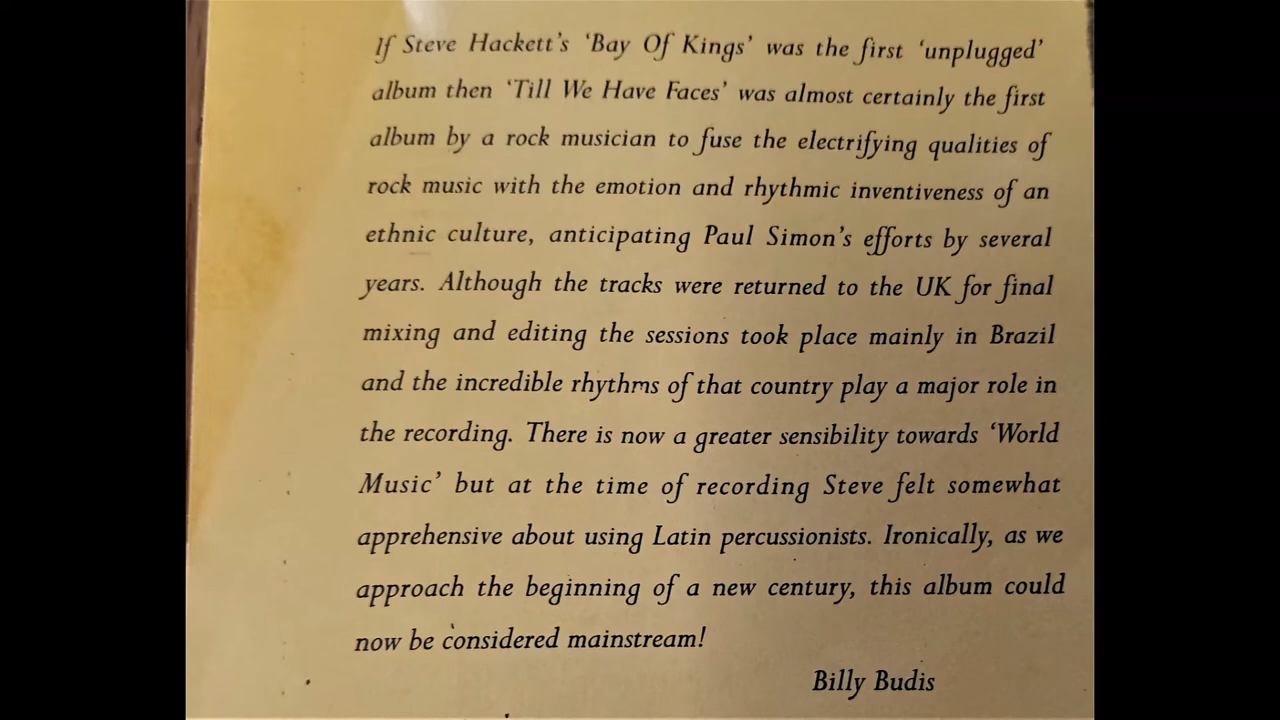 If Steve Hackett's 'Bay Of Kings' was the first 'unplugged'
album then 'Till We Have Faces' was almost certainly the first
album by a rock musician to fuse the electrifying qualities of
rock music with the emotion and rhythmic inventiveness of an
ethnic culture, anticipating Paul Simon's efforts by several
years. Although the tracks were returned to the UK for final
mixing and editing the sessions took place mainly in Brazil
and the incredible rhythms of that country play a major role in
the recording. There is now a greater sensibility towards 'World
Music' but at the time of recording Steve felt somewhat
apprehensive about using Latin percussionists. Ironically, as we
approach the beginning of a new century, this album could
now be considered mainstream!
Billy Budis